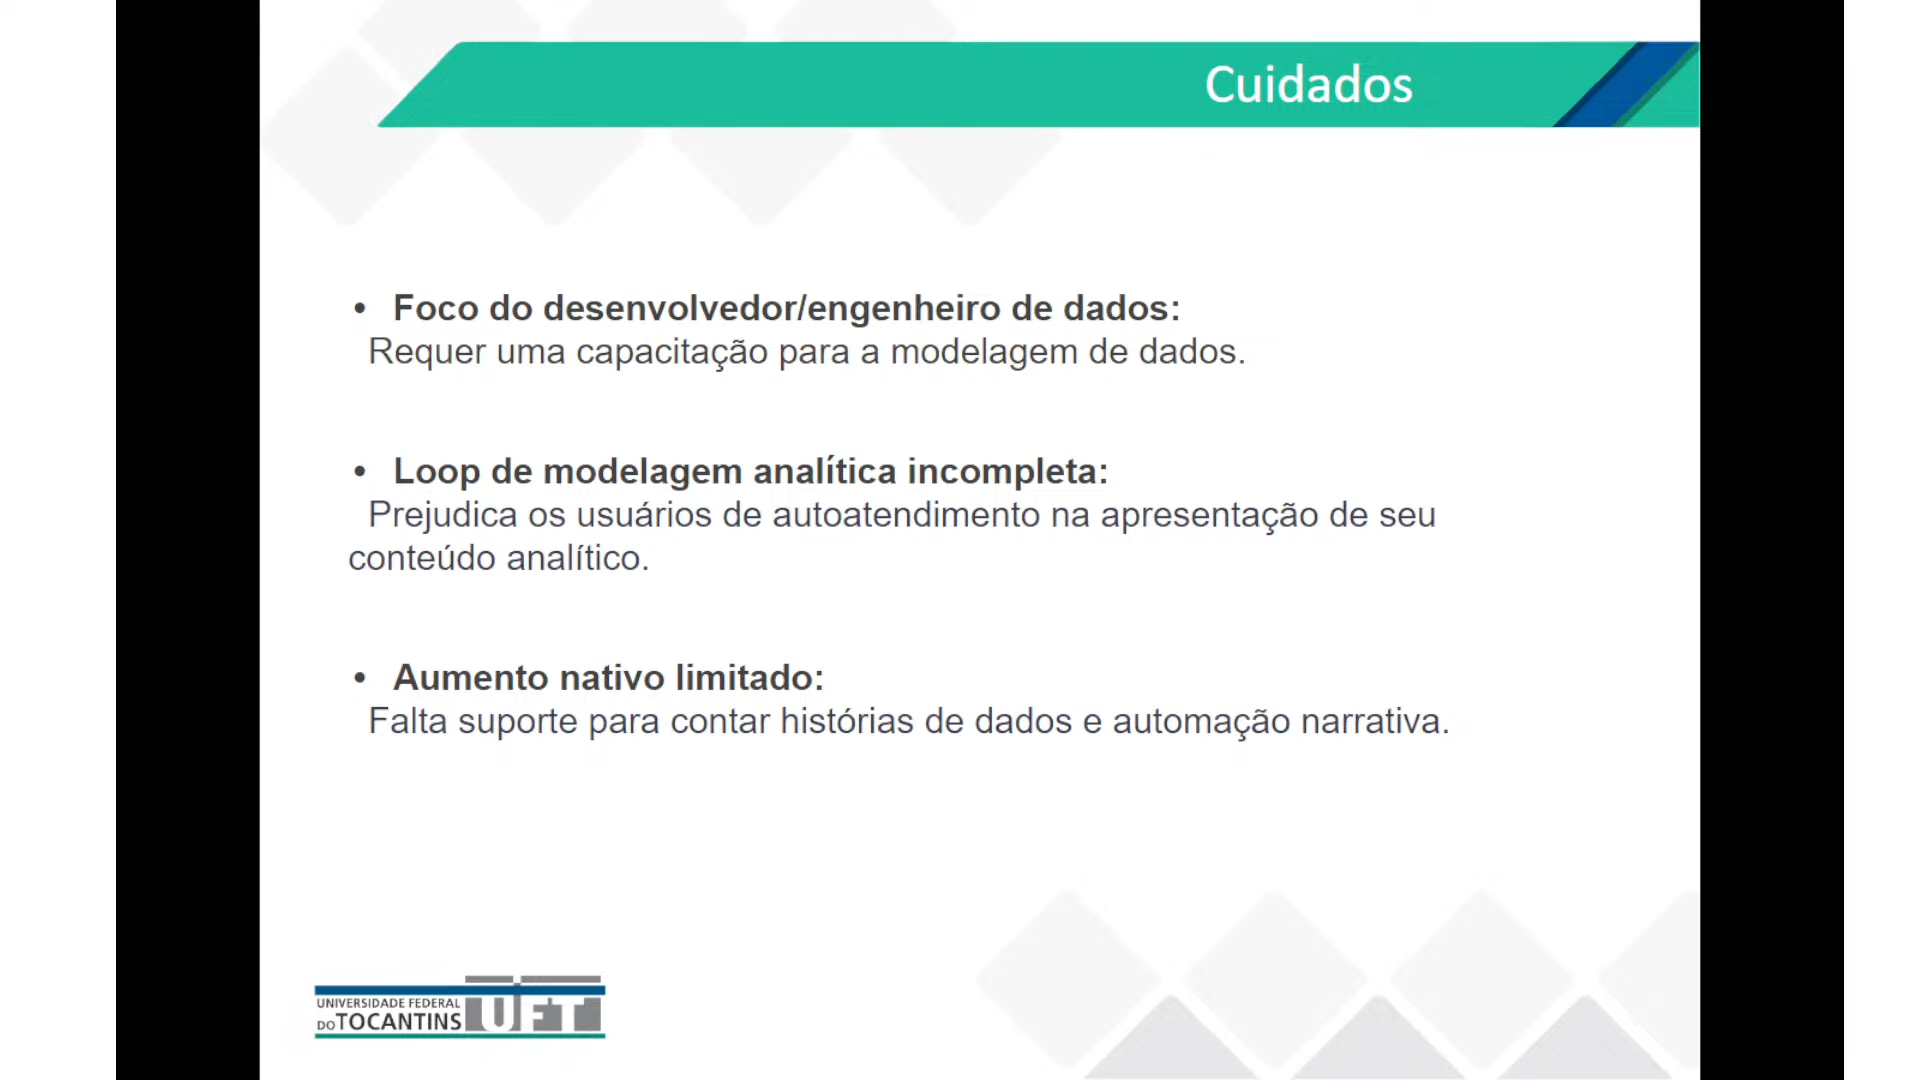 Cuidados
• Foco do desenvolvedor/engenheiro de dados:
Requer uma capacitação para a modelagem de dados.
• Loop de modelagem analítica incompleta:
Prejudica os usuários de autoatendimento na apresentação de seu
conteúdo analítico.
• Aumento nativo limitado:
Falta suporte para contar histórias de dados e automação narrativa.
UNIVERSIDADE FEDERAL
DO TOCANTINS UFT